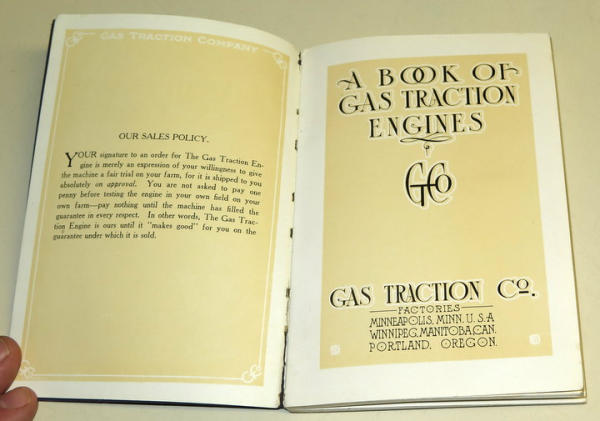 GAS TRACTION COMPANY
OUR SALES POLICY.
YOUR signature to an order for The Gas Traction En-
gine is merely an expression of your willingness to give
the machine a fair trial on your farm, for it is shipped to you
absolutely on approval. You are not asked to pay one
penny before testing the engine in your own field on your
own farm—pay nothing until the machine has filled the
guarantee in every respect. In other words, The Gas Trac-
tion Engine is ours until it "makes good" for you on the
guarantee under which it is sold.
A BOOK OF
GAS TRACTION
ENGINES
GTCo
GAS TRACTION Co.
FACTORIES
MINNEAPOLIS, MINN. U.S.A
WINNIPEG, MANITOBA, CAN.
PORTLAND, OREGON.